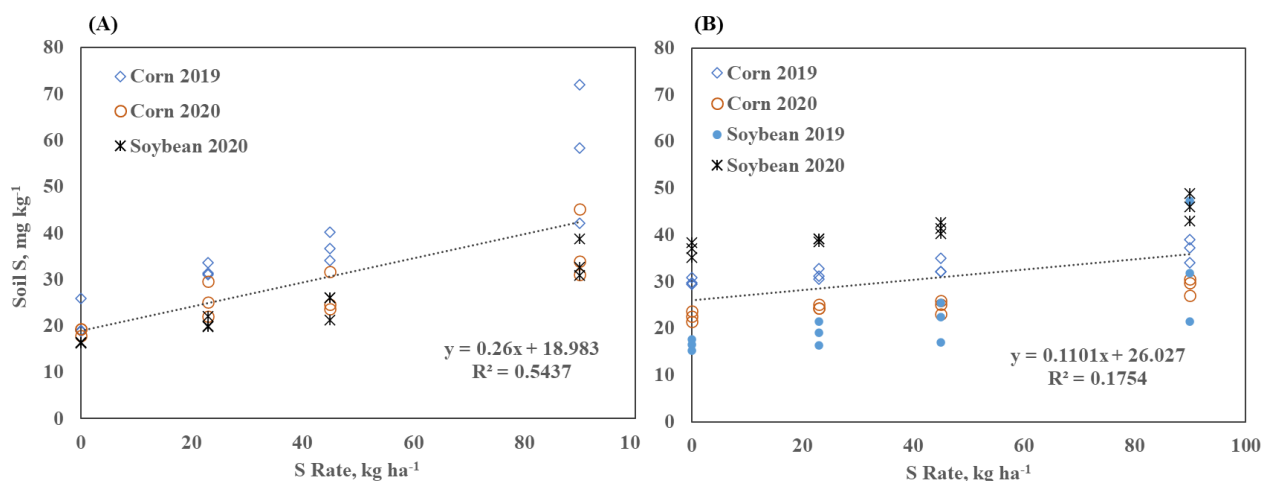 (A)
80
70
60
50
40
30
20
10
0
Soil S, mg kg⁻¹
Corn 2019
Corn 2020
Soybean 2020
y = 0.26x + 18.983
R² = 0.5437
0
20
40
60
80
10
S Rate, kg ha⁻¹
(B)
80
70
60
50
40
30
20
10
0
Corn 2019
Corn 2020
Soybean 2019
Soybean 2020
y = 0.1101x + 26.027
R² = 0.1754
0
20
40
60
80
100
S Rate, kg ha⁻¹